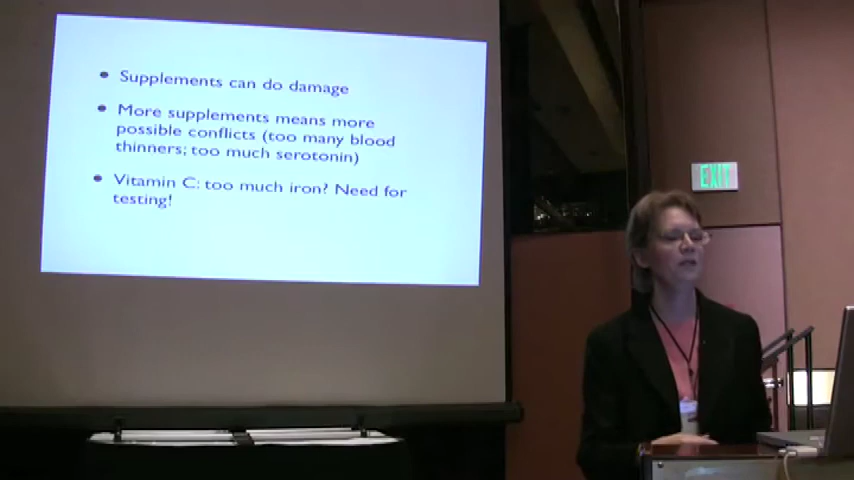 Supplements can do damage
More supplements means more
possible conflicts (too many blood
thinners; too much serotonin)
Vitamin C: too much iron? Need for
testing!
EXIT